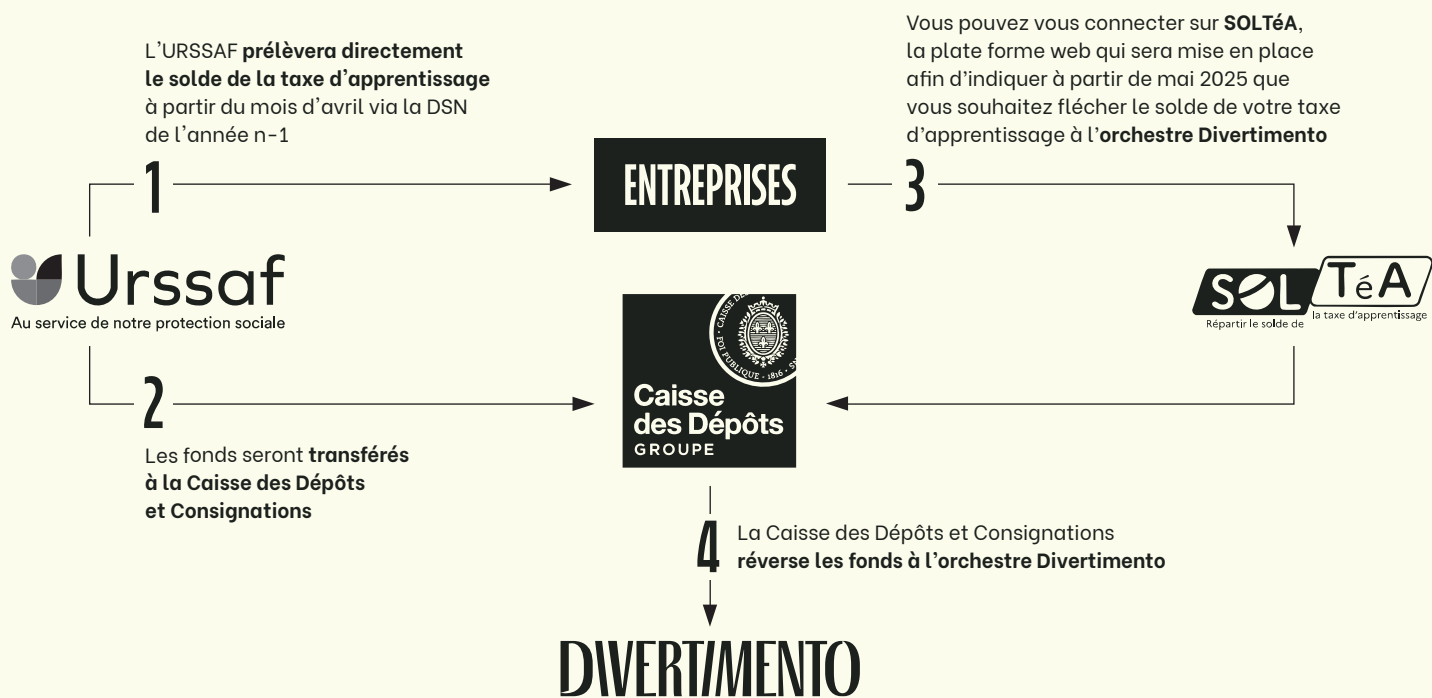 L'URSSAF prélèvera directement
le solde de la taxe d'apprentissage
à partir du mois d'avril via la DSN
de l'année n-1
1
Vous pouvez vous connecter sur SOLTéA,
la plate forme web qui sera mise en place
afin d'indiquer à partir de mai 2025 que
vous souhaitez flécher le solde de votre taxe
d'apprentissage à l'orchestre Divertimento
ENTREPRISES
3
Urssaf
Au service de notre protection sociale
SOL TéA
Répartir le solde de la taxe d'apprentissage
2
Les fonds seront transférés
à la Caisse des Dépôts
et Consignations
FOI PUBLIQUE - 1816
Caisse
des Dépôts
GROUPE
4
La Caisse des Dépôts et Consignations
réverse les fonds à l'orchestre Divertimento
DIVERTIMENTO